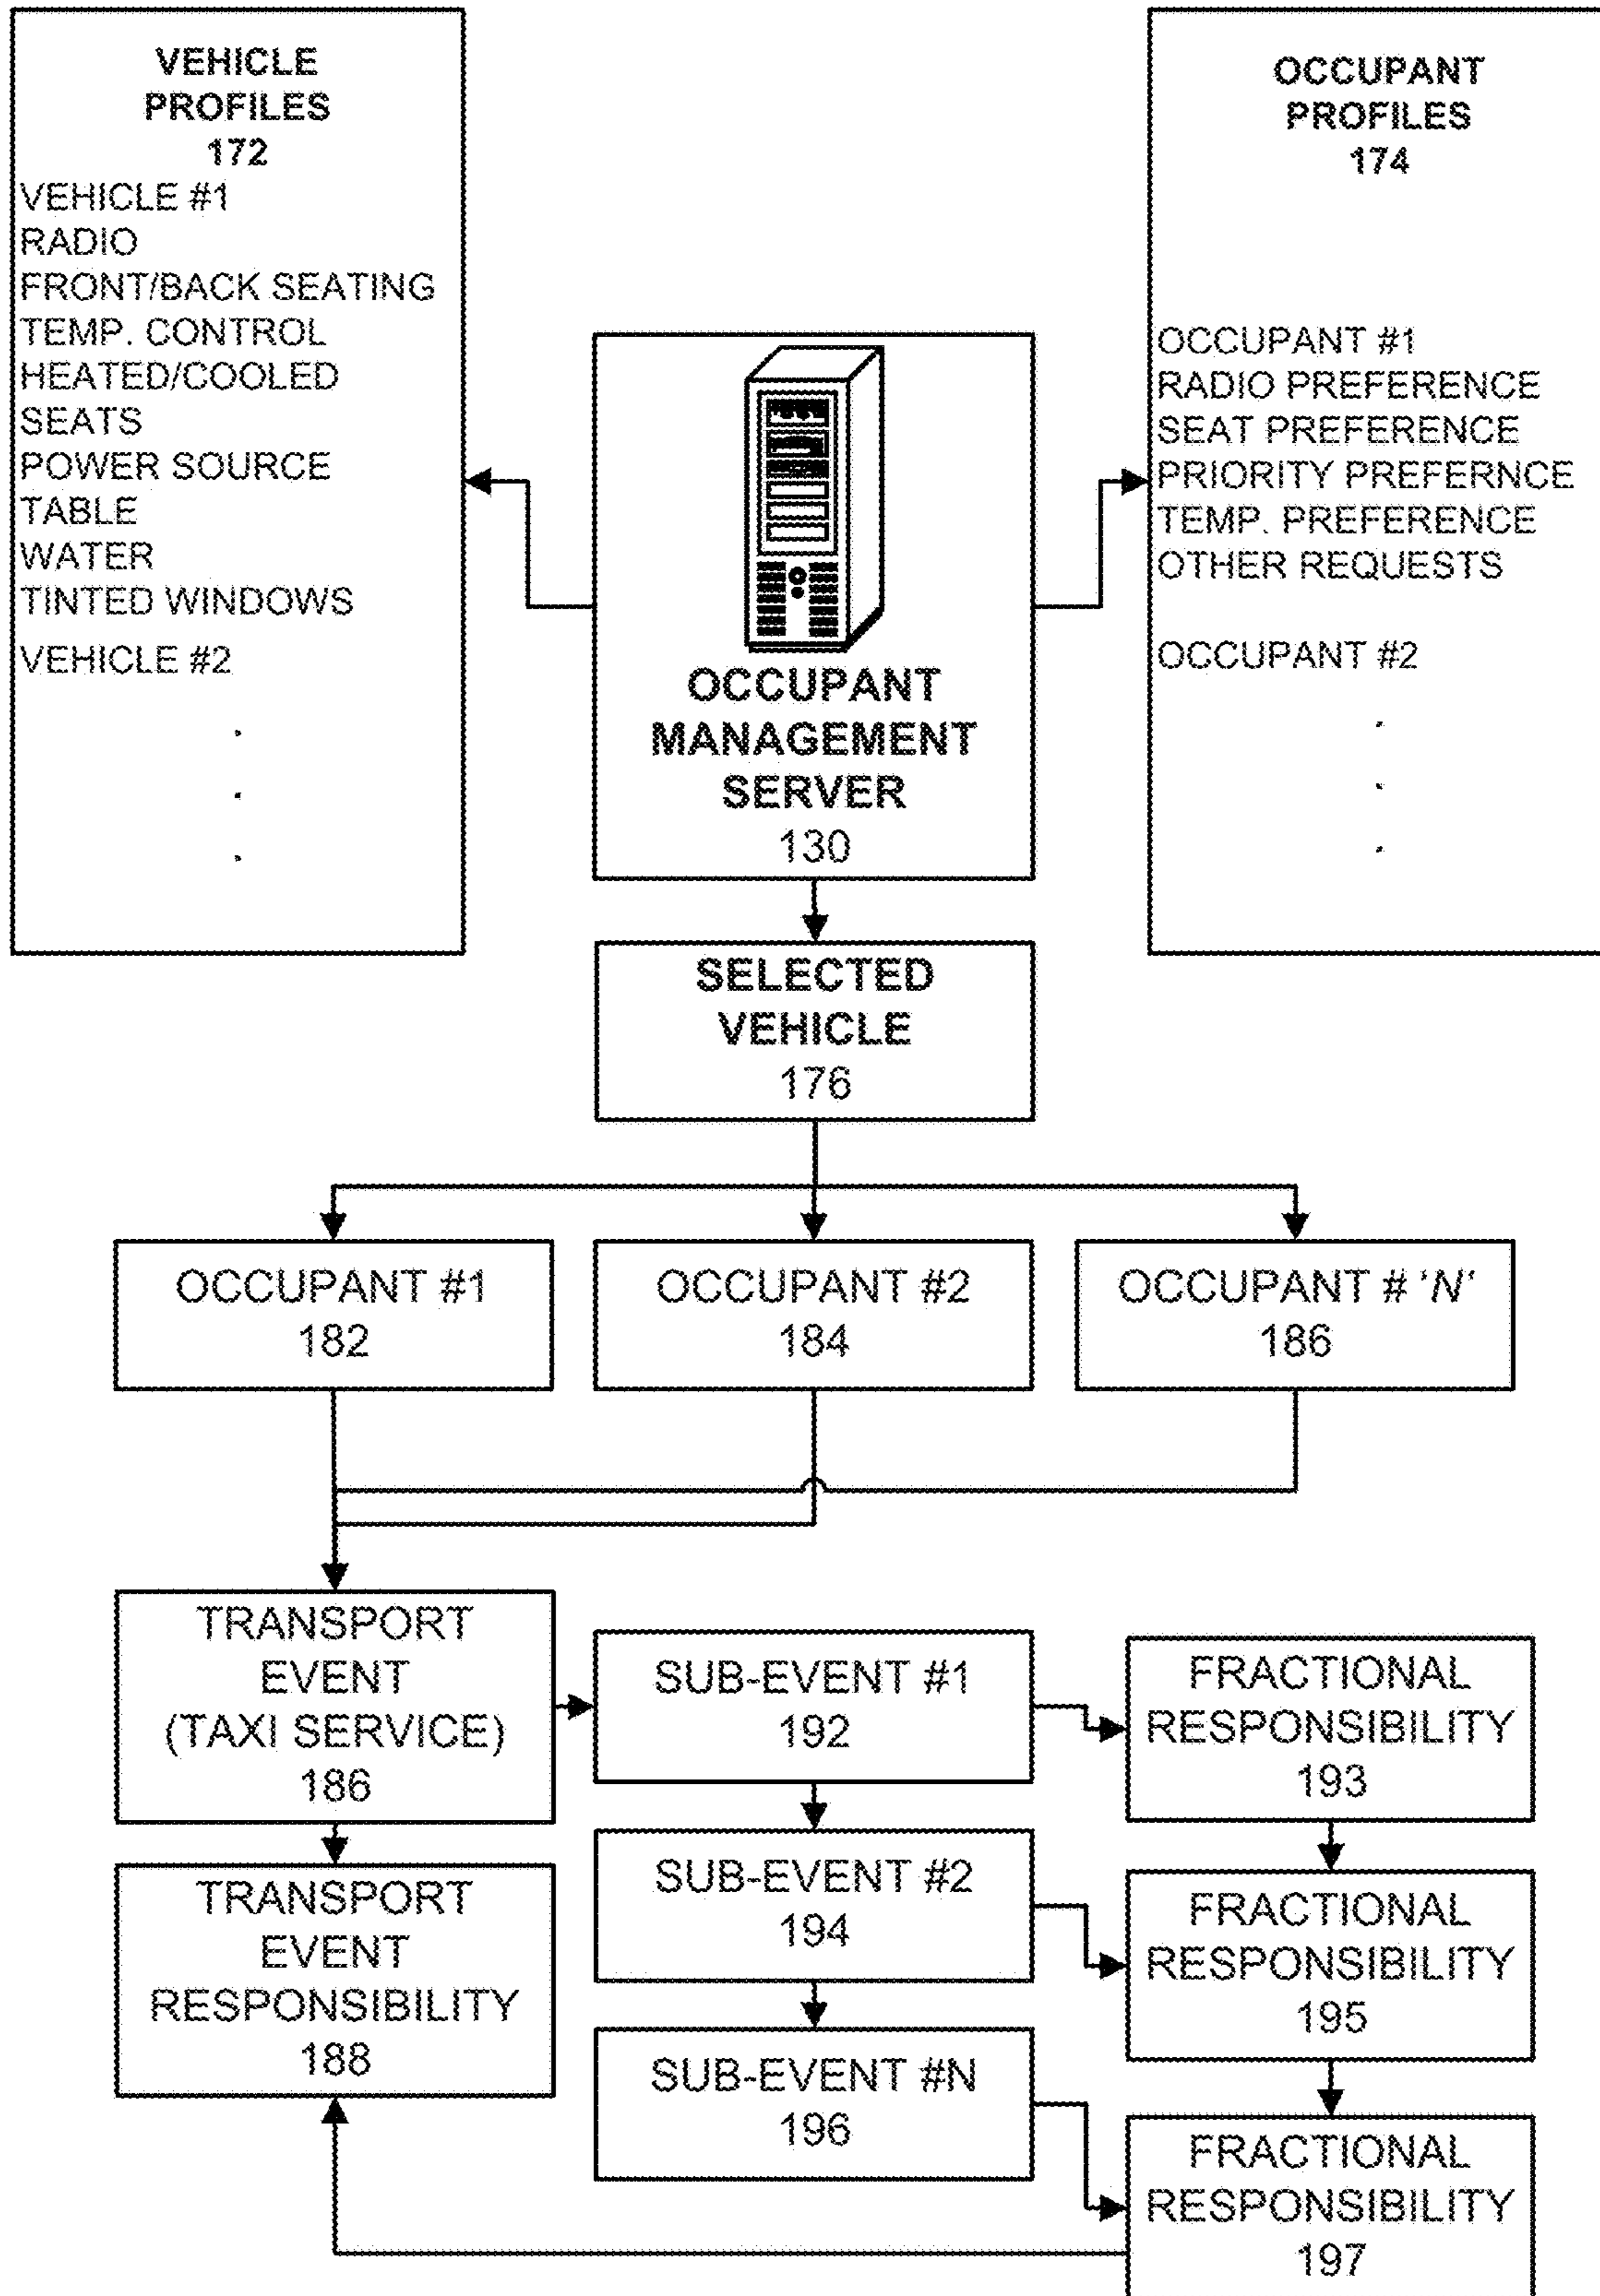 VEHICLE
PROFILES
172
VEHICLE #1
RADIO
FRONT/BACK SEATING
TEMP. CONTROL
HEATED/COOLED
SEATS
POWER SOURCE
TABLE
WATER
TINTED WINDOWS
VEHICLE #2
.
.
.
OCCUPANT
PROFILES
174
OCCUPANT #1
RADIO PREFERENCE
SEAT PREFERENCE
PRIORITY PREFERNCE
TEMP. PREFERENCE
OTHER REQUESTS
OCCUPANT #2
.
.
.
OCCUPANT
MANAGEMENT
SERVER
130
SELECTED
VEHICLE
176
OCCUPANT #1
182
OCCUPANT #2
184
OCCUPANT # 'N'
186
TRANSPORT
EVENT
(TAXI SERVICE)
186
TRANSPORT
EVENT
RESPONSIBILITY
188
SUB-EVENT #1
192
SUB-EVENT #2
194
SUB-EVENT #N
196
FRACTIONAL
RESPONSIBILITY
193
FRACTIONAL
RESPONSIBILITY
195
FRACTIONAL
RESPONSIBILITY
197